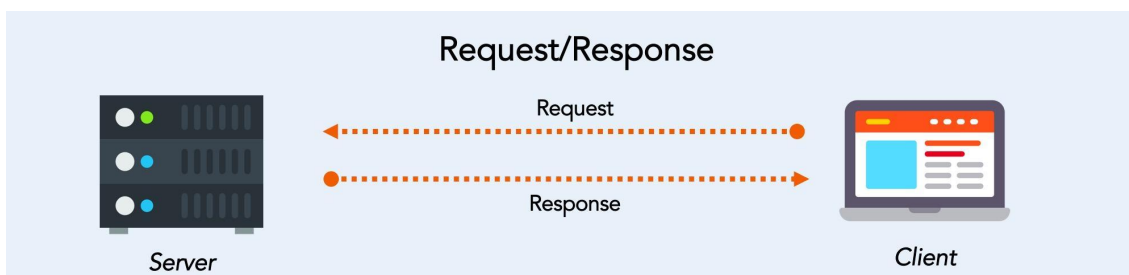 Request/Response
Request
Response
Server
Client